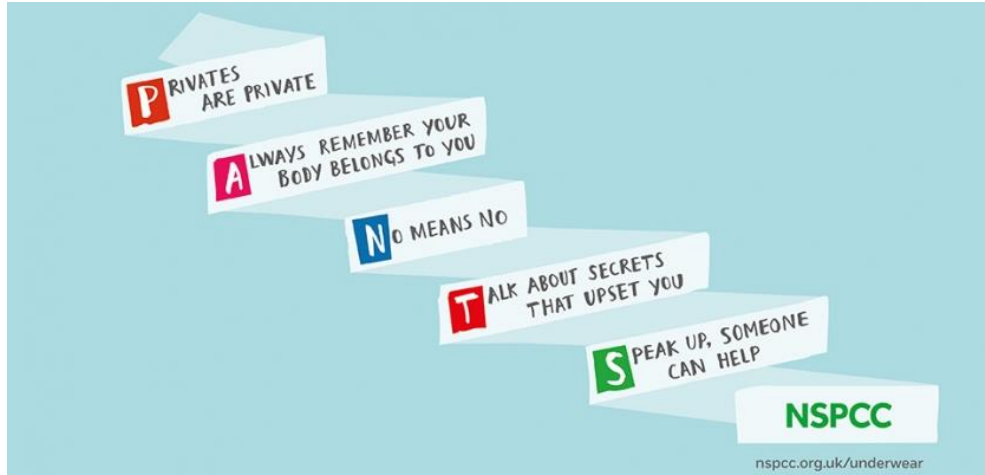 PRIVATES
ARE PRIVATE
ALWAYS REMEMBER YOUR
BODY BELONGS TO YOU
NO MEANS NO
TALK ABOUT SECRETS
THAT UPSET YOU
SPEAK UP, SOMEONE
CAN HELP
NSPCC
nspcc.org.uk/underwear